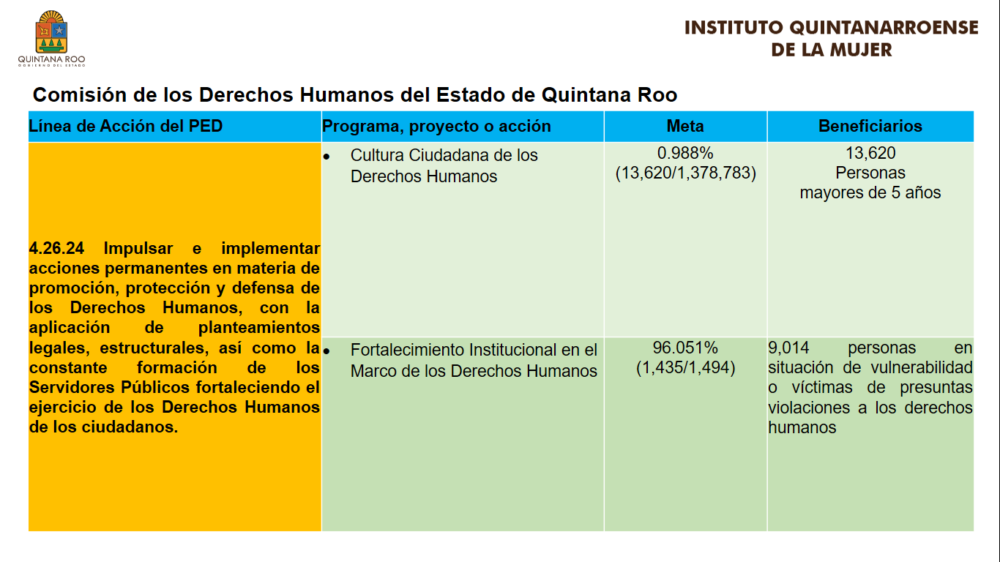 QUINTANA ROO
GOBIERNO DEL ESTADO
INSTITUTO QUINTANARROENSE
DE LA MUJER
Comisión de los Derechos Humanos del Estado de Quintana Roo
Línea de Acción del PED
Programa, proyecto o acción
Meta
Beneficiarios
4.26.24 Impulsar e implementar
acciones permanentes en materia de
promoción, protección y defensa de
los Derechos Humanos, con la
aplicación de planteamientos
legales, estructurales, así como la
constante formación de los
Servidores Públicos fortaleciendo el
ejercicio de los Derechos Humanos
de los ciudadanos.
• Cultura Ciudadana de los
Derechos Humanos
0.988%
(13,620/1,378,783)
13,620
Personas
mayores de 5 años
• Fortalecimiento Institucional en el
Marco de los Derechos Humanos
96.051%
(1,435/1,494)
9,014 personas en
situación de vulnerabilidad
o víctimas de presuntas
violaciones a los derechos
humanos